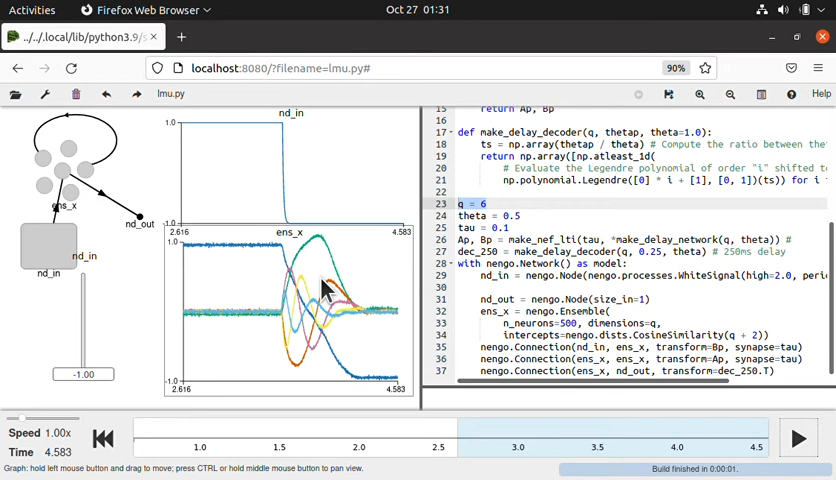 Activities
Firefox Web Browser
Oct 27 01:31
../../.local/lib/python3.9/s
localhost:8080/?filename=lmu.py#
90%
lmu.py
Help
ens_x
nd_out
nd_in
nd_in
-1.00
nd_in
1.0
-1.0
2.616
4.583
ens_x
1.0
-1.0
2.616
4.583
15 return Ap, Bp
16
17 def make_delay_decoder(q, thetap, theta=1.0):
18 ts = np.array(thetap / theta) # Compute the ratio between the
19 return np.array([np.atleast_1d(
20 # Evaluate the Legendre polynomial of order "i" shifted t
21 np.polynomial.Legendre([0] * i + [1], [0, 1])(ts)) for i
22
23 q = 6
24 theta = 0.5
25 tau = 0.1
26 Ap, Bp = make_nef_lti(tau, *make_delay_network(q, theta)) #
27 dec_250 = make_delay_decoder(q, 0.25, theta) # 250ms delay
28 with nengo.Network() as model:
29 nd_in = nengo.Node(nengo.processes.WhiteSignal(high=2.0, peri
30
31 nd_out = nengo.Node(size_in=1)
32 ens_x = nengo.Ensemble(
33 n_neurons=500, dimensions=q,
34 intercepts=nengo.dists.CosineSimilarity(q + 2))
35 nengo.Connection(nd_in, ens_x, transform=Bp, synapse=tau)
36 nengo.Connection(ens_x, ens_x, transform=Ap, synapse=tau)
37 nengo.Connection(ens_x, nd_out, transform=dec_250.T)
Speed 1.00x
Time 4.583
1.0 1.5 2.0 2.5 3.0 3.5 4.0 4.5
Graph: hold left mouse button and drag to move; press CTRL or hold middle mouse button to pan view.
Build finished in 0:00:01.